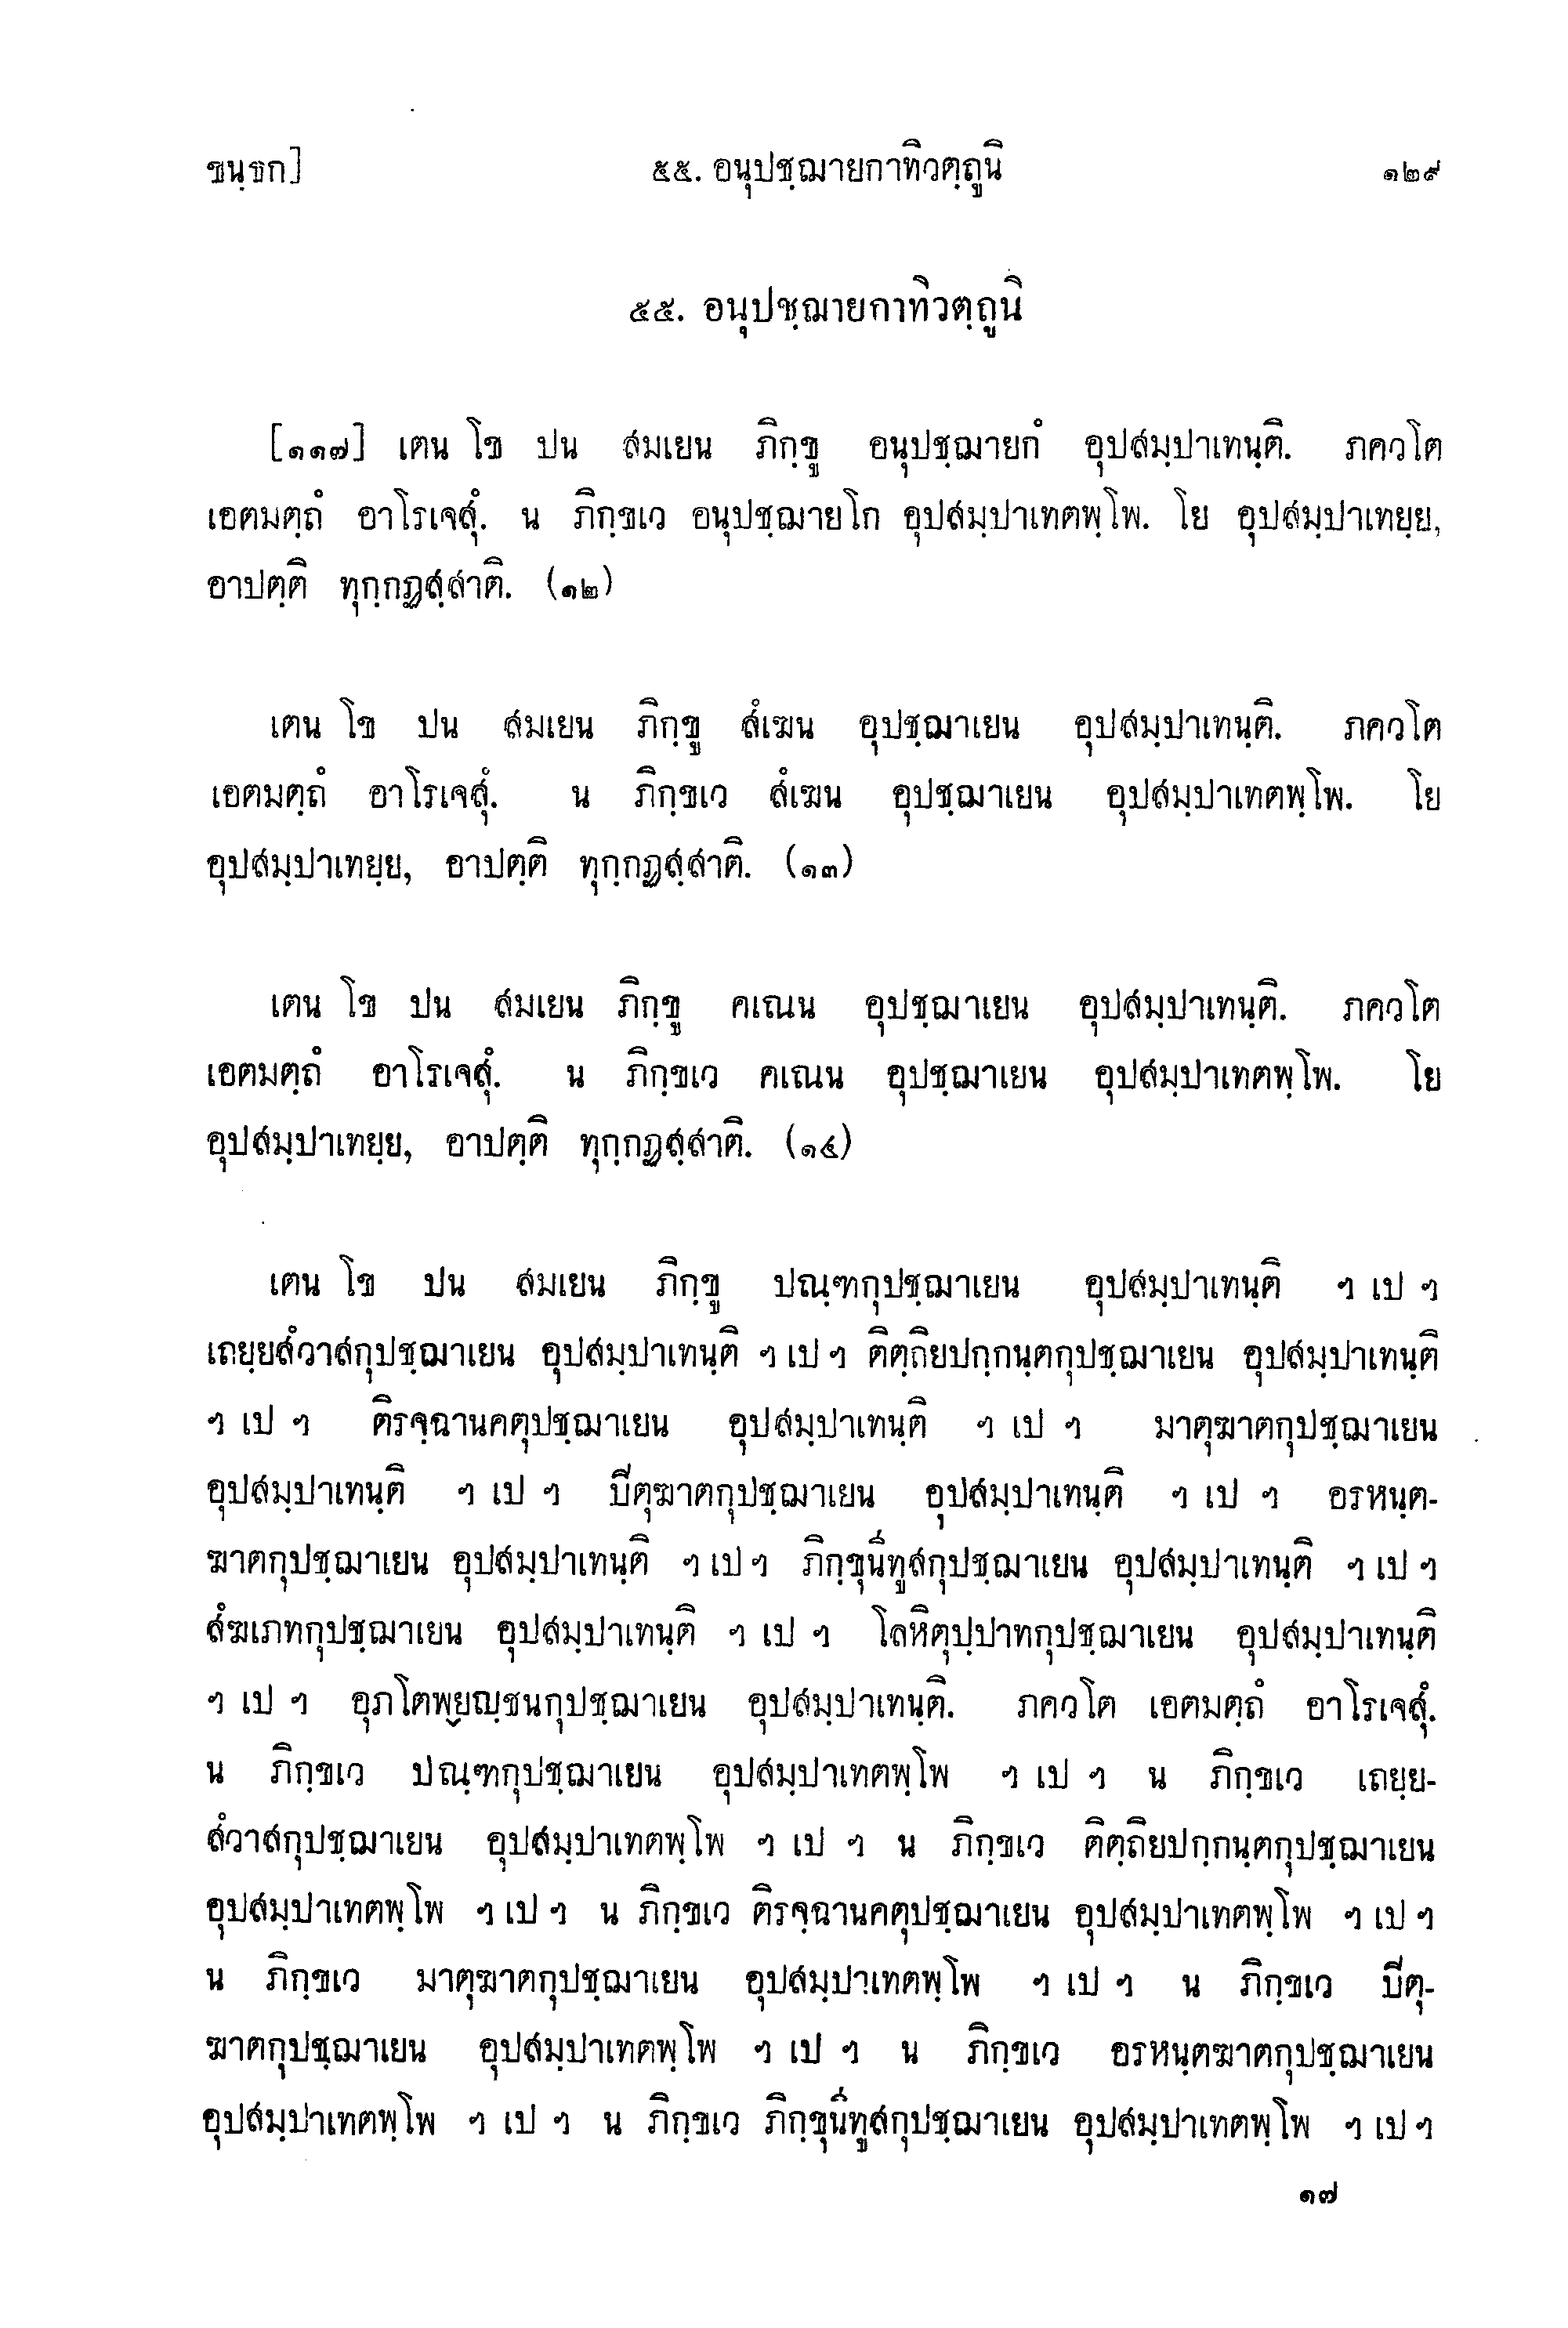 ขนฺธก]
๕๕. อนุปชฺฌายกาทิวตฺถูนิ
๑๒๙
๕๕. อนุปชฺฌายกาทิวตฺถูนิ
[๑๑๗] เตน โข ปน สมเยน ภิกฺขู อนุปชฺฌายกํ อุปสมฺปาเทนฺติ. ภควโต
เอตมตฺถํ อาโรเจสุํ. น ภิกฺขเว อนุปชฺฌายโก อุปสมฺปาเทตพฺโพ. โย อุปสมฺปาเทยฺย,
อาปตฺติ ทุกฺกฏสฺสาติ. (๑๒)
เตน โข ปน สมเยน ภิกฺขู สํเฆน อุปชฺฌาเยน อุปสมฺปาเทนฺติ. ภควโต
เอตมตฺถํ อาโรเจสุํ. น ภิกฺขเว สํเฆน อุปชฺฌาเยน อุปสมฺปาเทตพฺโพ. โย
อุปสมฺปาเทยฺย, อาปตฺติ ทุกฺกฏสฺสาติ. (๑๓)
เตน โข ปน สมเยน ภิกฺขู คเณน อุปชฺฌาเยน อุปสมฺปาเทนฺติ. ภควโต
เอตมตฺถํ อาโรเจสุํ. น ภิกฺขเว คเณน อุปชฺฌาเยน อุปสมฺปาเทตพฺโพ. โย
อุปสมฺปาเทยฺย, อาปตฺติ ทุกฺกฏสฺสาติ. (๑๔)
เตน โข ปน สมเยน ภิกฺขู ปณฺฑกุปชฺฌาเยน อุปสมฺปาเทนฺติ ฯ เป ฯ
เถยฺยสํวาสกุปชฺฌาเยน อุปสมฺปาเทนฺติ ฯ เป ฯ ติตฺถิยปกฺกนฺตกุปชฺฌาเยน อุปสมฺปาเทนฺติ
ฯ เป ฯ ติรจฺฉานคตุปชฺฌาเยน อุปสมฺปาเทนฺติ ฯ เป ฯ มาตุฆาตกุปชฺฌาเยน
อุปสมฺปาเทนฺติ ฯ เป ฯ ปีตุฆาตกุปชฺฌาเยน อุปสมฺปาเทนฺติ ฯ เป ฯ อรหนฺต-
ฆาตกุปชฺฌาเยน อุปสมฺปาเทนฺติ ฯ เป ฯ ภิกฺขุนิํทูสกุปชฺฌาเยน อุปสมฺปาเทนฺติ ฯ เป ฯ
สํฆเภทกุปชฺฌาเยน อุปสมฺปาเทนฺติ ฯ เป ฯ โลหิตุปฺปาทกุปชฺฌาเยน อุปสมฺปาเทนฺติ
ฯ เป ฯ อุภโตพฺยญฺชนกุปชฺฌาเยน อุปสมฺปาเทนฺติ. ภควโต เอตมตฺถํ อาโรเจสุํ.
น ภิกฺขเว ปณฺฑกุปชฺฌาเยน อุปสมฺปาเทตพฺโพ ฯ เป ฯ น ภิกฺขเว เถยฺย-
สํวาสกุปชฺฌาเยน อุปสมฺปาเทตพฺโพ ฯ เป ฯ น ภิกฺขเว ติตฺถิยปกฺกนฺตกุปชฺฌาเยน
อุปสมฺปาเทตพฺโพ ฯ เป ฯ น ภิกฺขเว ติรจฺฉานคตุปชฺฌาเยน อุปสมฺปาเทตพฺโพ ฯ เป ฯ
น ภิกฺขเว มาตุฆาตกุปชฺฌาเยน อุปสมฺปาเทตพฺโพ ฯ เป ฯ น ภิกฺขเว ปีตุ-
ฆาตกุปชฺฌาเยน อุปสมฺปาเทตพฺโพ ฯ เป ฯ น ภิกฺขเว อรหนฺตฆาตกุปชฺฌาเยน
อุปสมฺปาเทตพฺโพ ฯ เป ฯ น ภิกฺขเว ภิกฺขุนิํทูสกุปชฺฌาเยน อุปสมฺปาเทตพฺโพ ฯ เป ฯ
๑๗